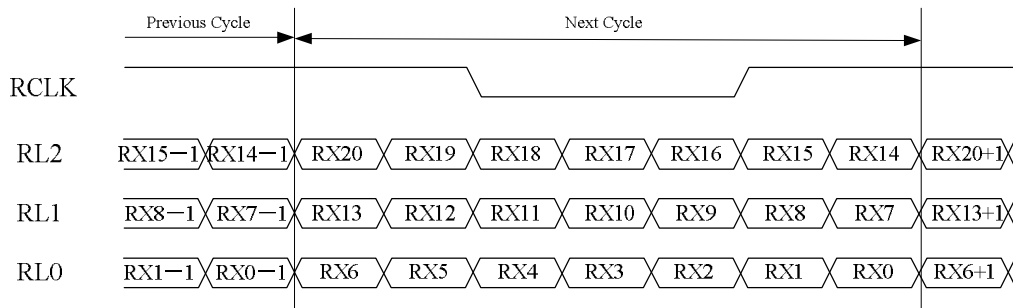 Previous Cycle Next Cycle
RCLK
RL2 RX15－1 RX14－1 RX20 RX19 RX18 RX17 RX16 RX15 RX14 RX20+1
RL1 RX8－1 RX7－1 RX13 RX12 RX11 RX10 RX9 RX8 RX7 RX13+1
RL0 RX1－1 RX0－1 RX6 RX5 RX4 RX3 RX2 RX1 RX0 RX6+1